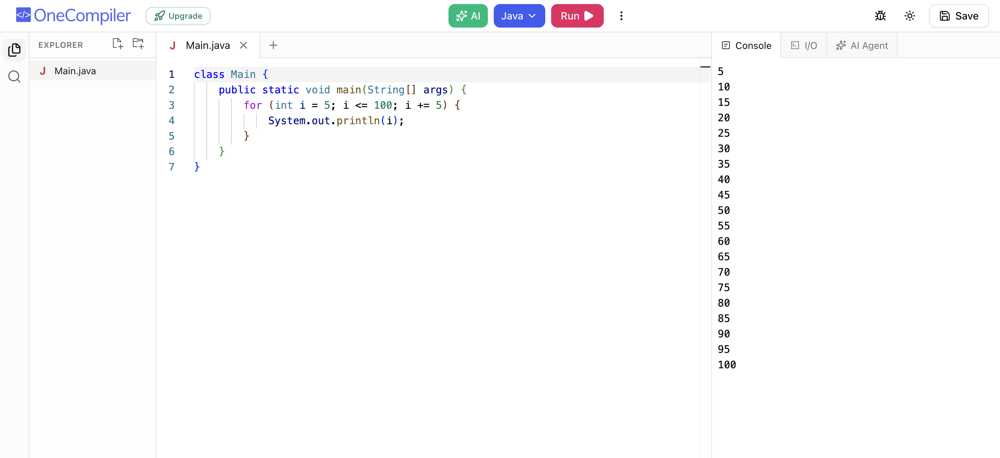 </> OneCompiler
Upgrade
AI
Java
Run
Save
EXPLORER
J Main.java
J Main.java
1 class Main {
2     public static void main(String[] args) {
3         for (int i = 5; i <= 100; i += 5) {
4             System.out.println(i);
5         }
6     }
7 }
Console
I/O
AI Agent
5
10
15
20
25
30
35
40
45
50
55
60
65
70
75
80
85
90
95
100